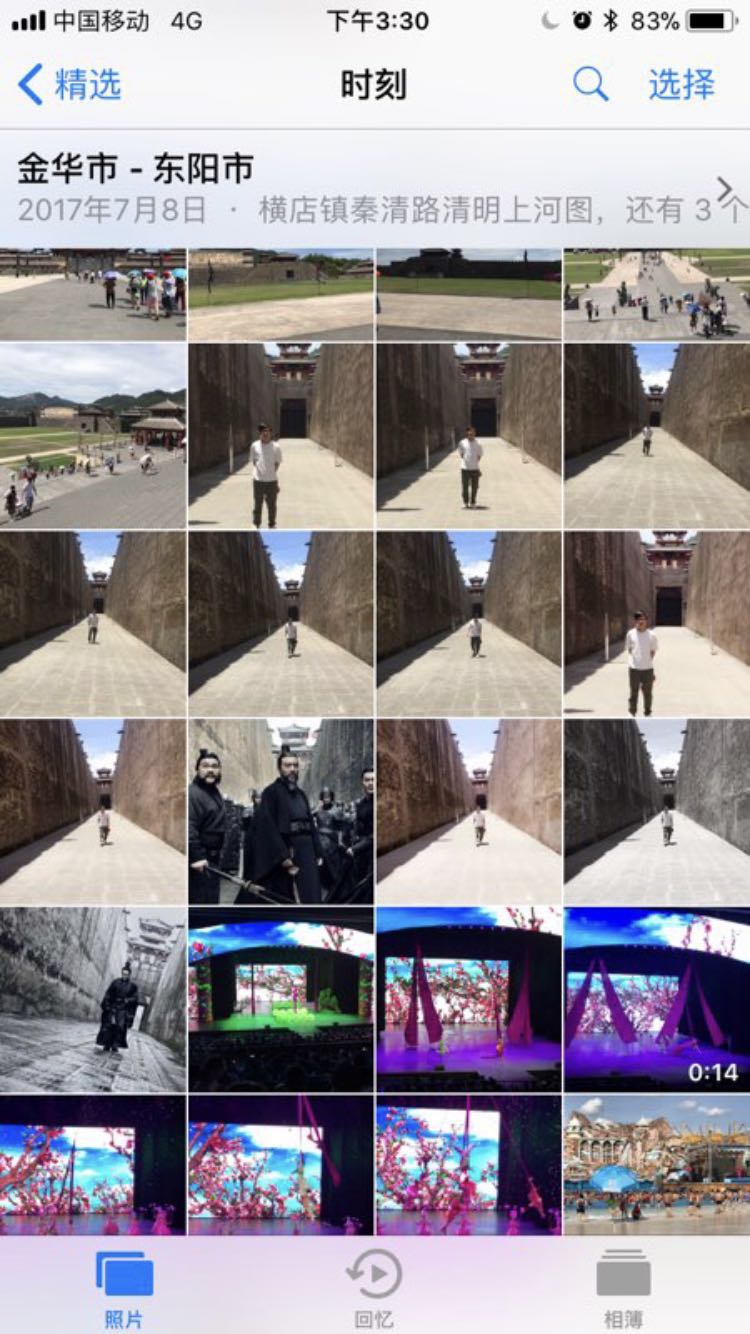 中国移动 4G 下午3:30 83%
精选 时刻 选择
金华市 - 东阳市
2017年7月8日 · 横店镇秦清路清明上河图，还有 3 个
0:14
照片 回忆 相簿